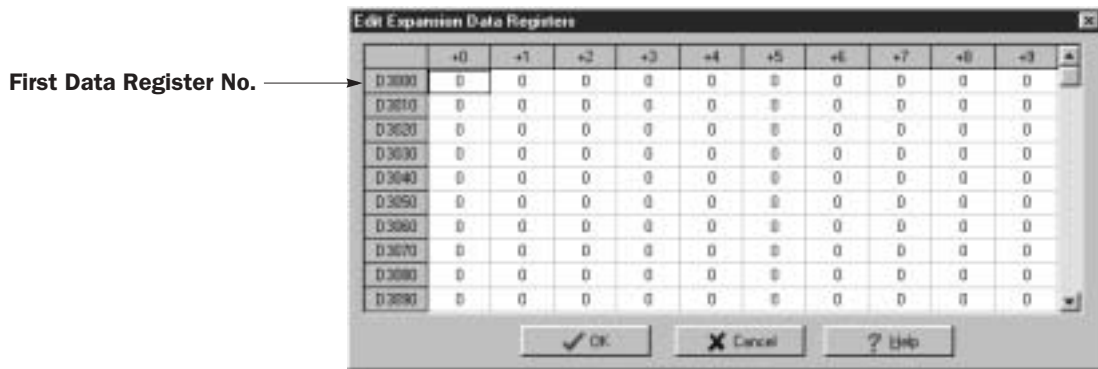 Edit Expansion Data Registers
+0 +1 +2 +3 +4 +5 +6 +7 +8 +9
First Data Register No.
D3000 0 0 0 0 0 0 0 0 0 0
D3010 0 0 0 0 0 0 0 0 0 0
D3020 0 0 0 0 0 0 0 0 0 0
D3030 0 0 0 0 0 0 0 0 0 0
D3040 0 0 0 0 0 0 0 0 0 0
D3050 0 0 0 0 0 0 0 0 0 0
D3060 0 0 0 0 0 0 0 0 0 0
D3070 0 0 0 0 0 0 0 0 0 0
D3080 0 0 0 0 0 0 0 0 0 0
D3090 0 0 0 0 0 0 0 0 0 0
OK Cancel ? Help